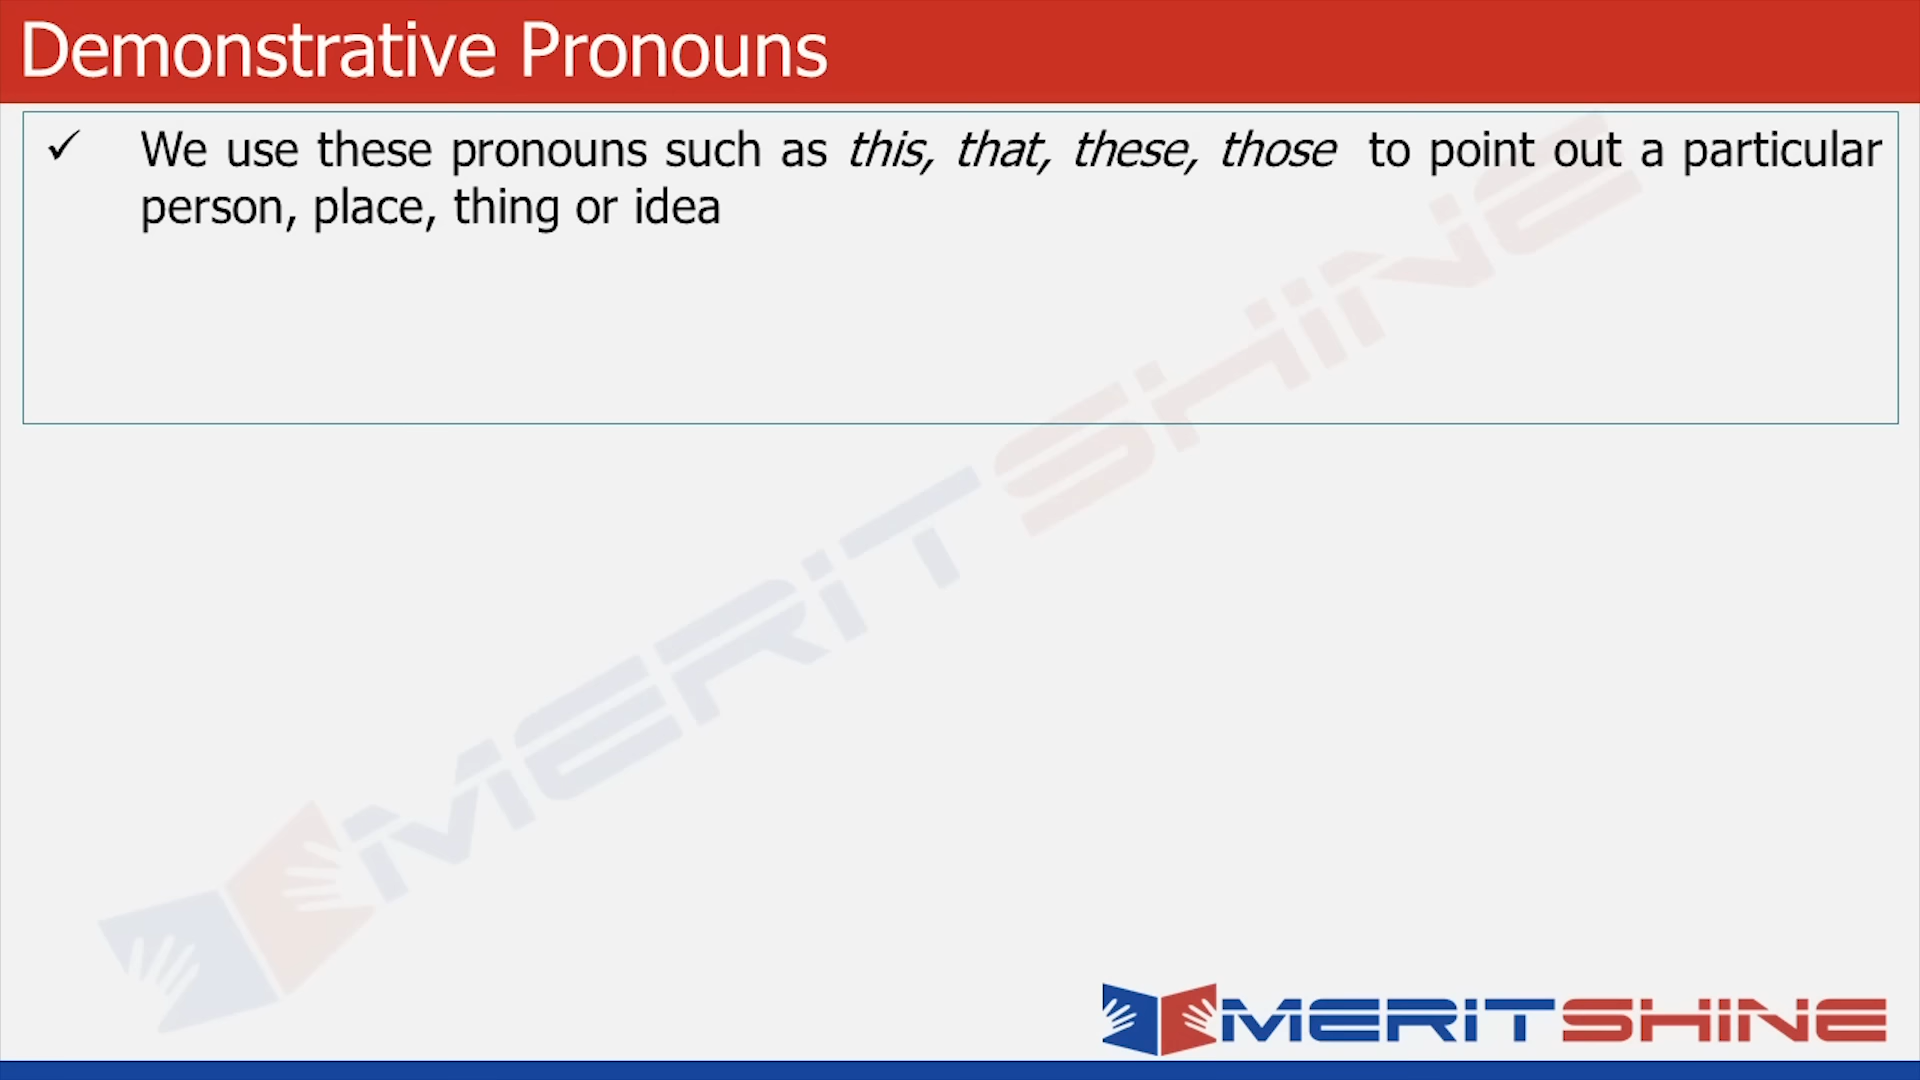 Demonstrative Pronouns
✓ We use these pronouns such as this, that, these, those to point out a particular
person, place, thing or idea
MERITSHINE
MERITSHINE